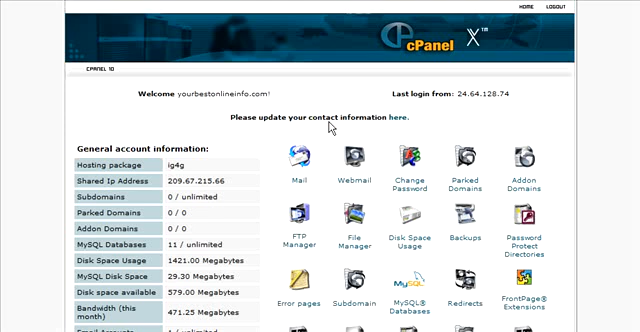 HOME LOGOUT
cPanel X™
CPANEL 10
Welcome yourbestonlineinfo.com! Last login from: 24.64.128.74
Please update your contact information here.
General account information:
Hosting package ig4g
Shared Ip Address 209.67.215.66
Subdomains 0 / unlimited
Parked Domains 0 / 0
Addon Domains 0 / 0
MySQL Databases 11 / unlimited
Disk Space Usage 1421.00 Megabytes
MySQL Disk Space 29.30 Megabytes
Disk space available 579.00 Megabytes
Bandwidth (this
month) 471.25 Megabytes
Email Accounts 1 / unlimited
Mail Webmail Change
Password Parked
Domains Addon
Domains
FTP
Manager File
Manager Disk Space
Usage Backups Password
Protect
Directories
Error pages Subdomain MySQL®
Databases Redirects FrontPage®
Extensions
MySQL